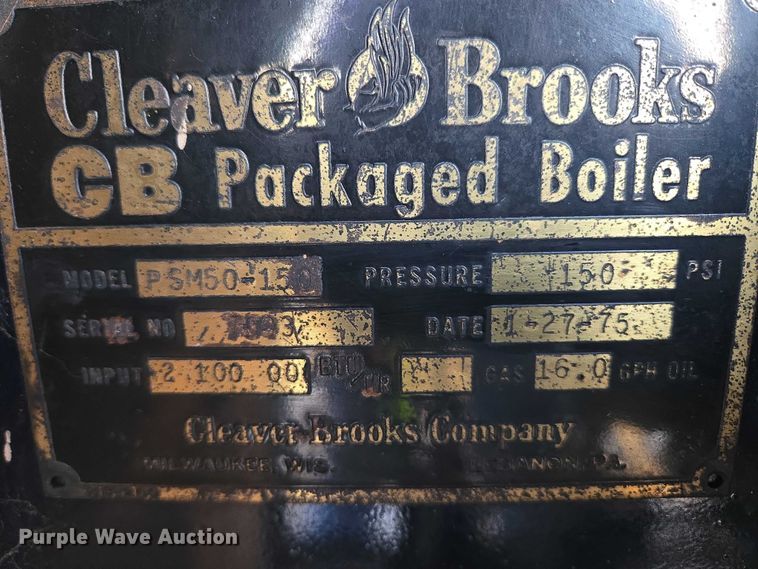 Cleaver Brooks
CB Packaged Boiler
MODEL PSM50-150 PRESSURE 150 PSI
SERIAL NO DATE 1-27-75
INPUT 2 100 00 BTU/HR GAS 16.0 GPH OIL
Cleaver-Brooks Company
MILWAUKEE, WIS. LEBANON, PA.
Purple Wave Auction